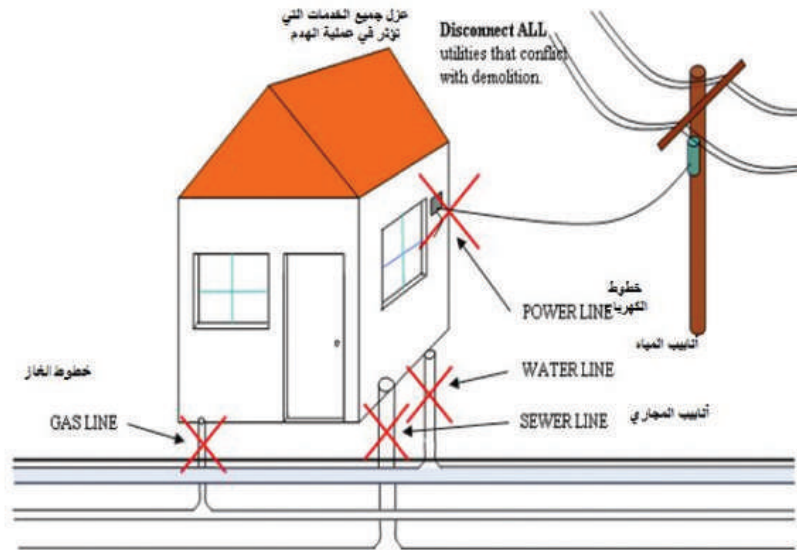 عزل جميع الخدمات التي
تؤثر في عملية الهدم
Disconnect ALL
utilities that conflict
with demolition.
خطوط
الكهرباء
POWER LINE
أنابيب المياه
WATER LINE
خطوط الغاز
GAS LINE
SEWER LINE
أنابيب المجاري